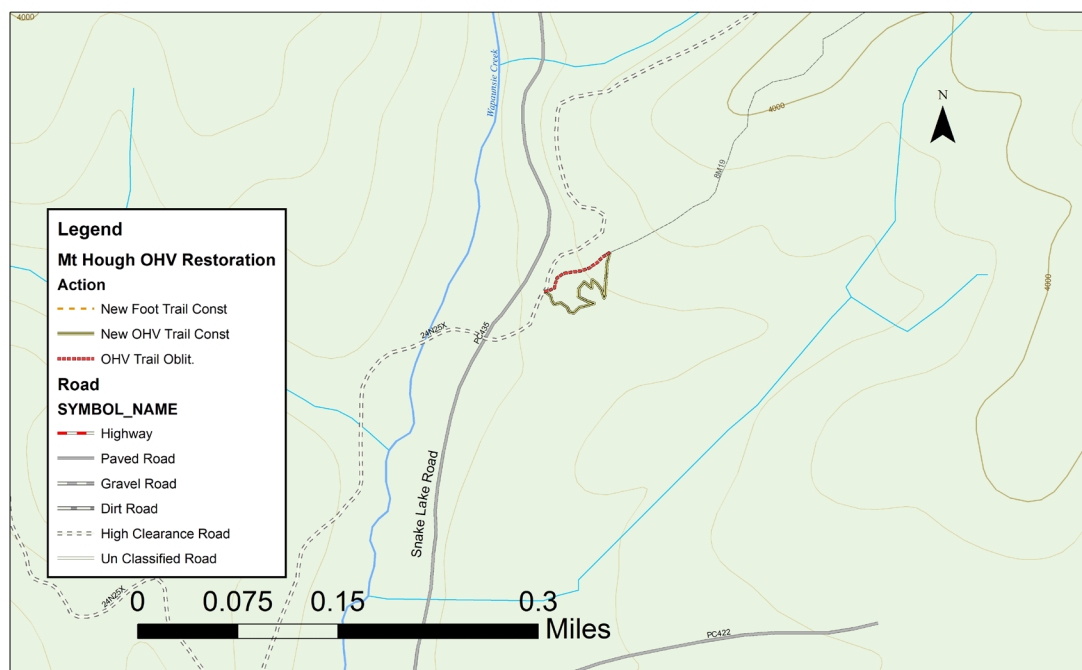 4000
Wapaunsie Creek
4000
8M19
N
4000
24N25X
PC435
Snake Lake Road
Legend
Mt Hough OHV Restoration
Action
New Foot Trail Const
New OHV Trail Const
OHV Trail Oblit.
Road
SYMBOL_NAME
Highway
Paved Road
Gravel Road
Dirt Road
High Clearance Road
Un Classified Road
24N25X
0 0.075 0.15 0.3
Miles
PC422